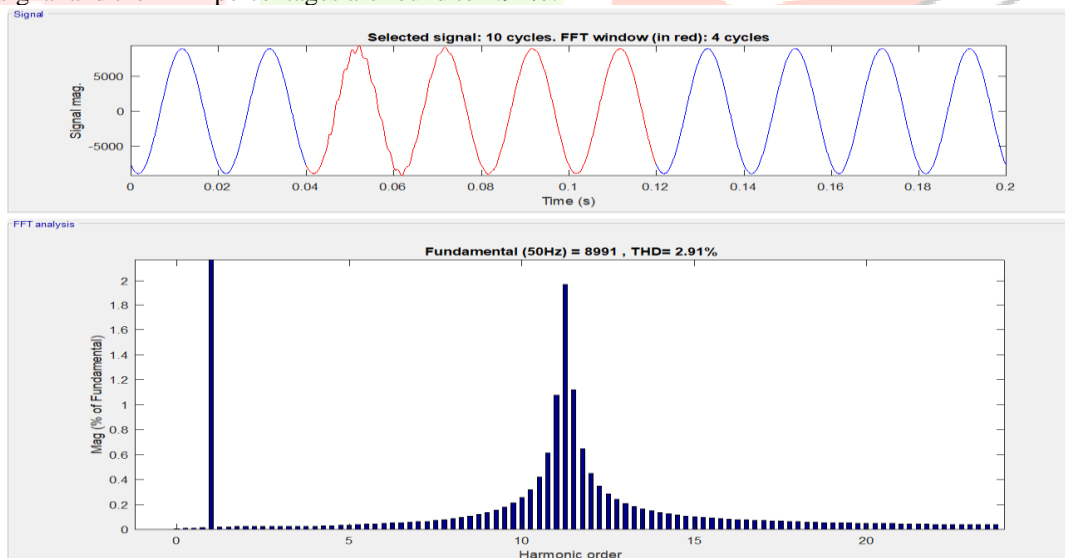 signal and the
Signal
Selected signal: 10 cycles. FFT window (in red): 4 cycles
Signal mag.
5000
0
-5000
0 0.02 0.04 0.06 0.08 0.1 0.12 0.14 0.16 0.18 0.2
Time (s)
FFT analysis
Fundamental (50Hz) = 8991 , THD= 2.91%
Mag (% of Fundamental)
2
1.8
1.6
1.4
1.2
1
0.8
0.6
0.4
0.2
0
0 5 10 15 20
Harmonic order